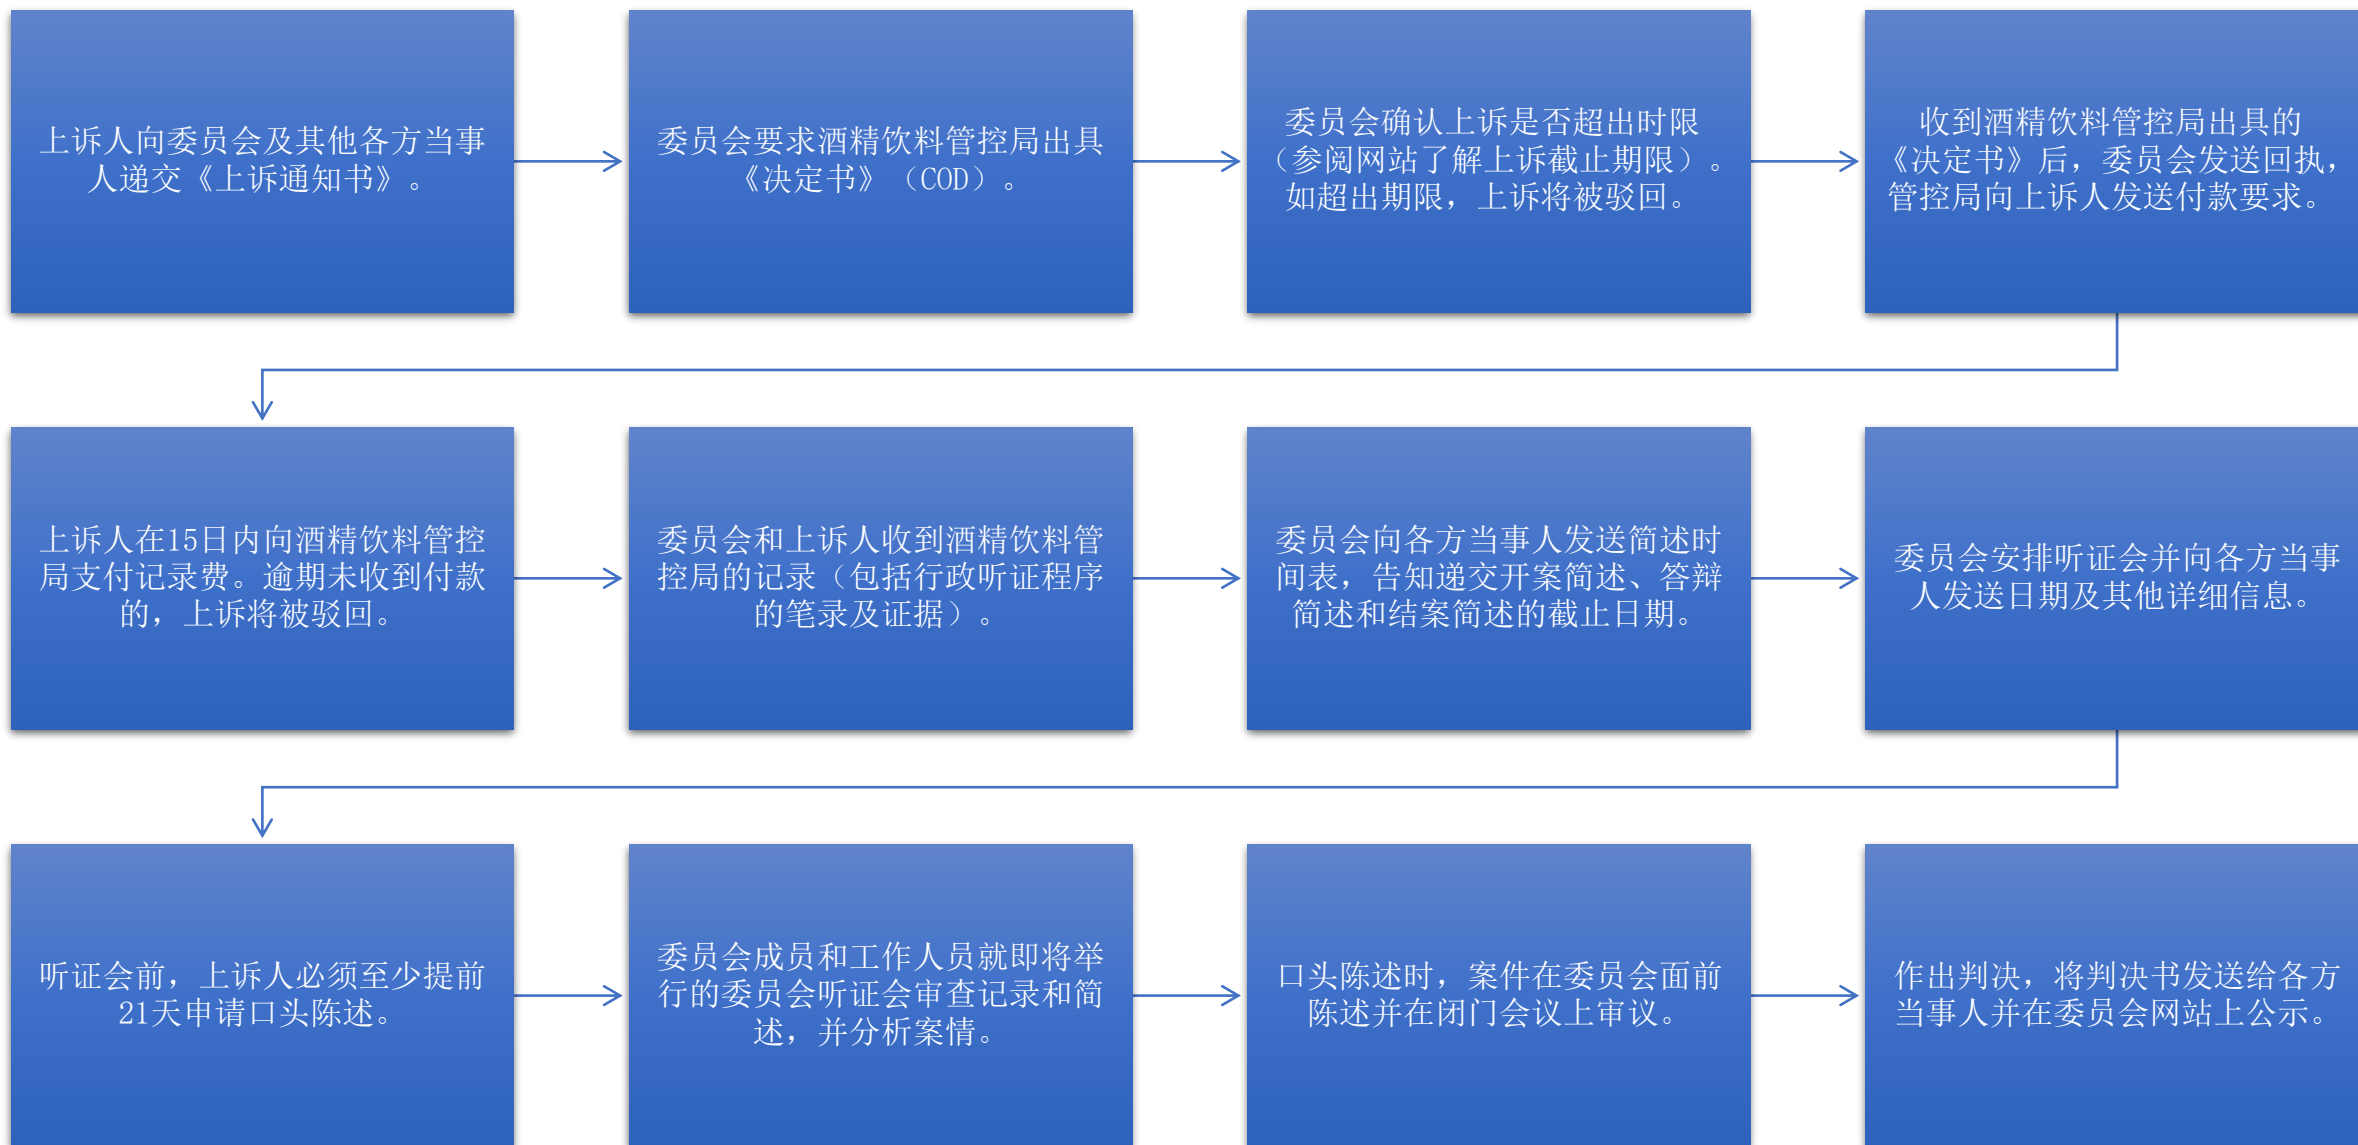 上诉人向委员会及其他各方当事
人递交《上诉通知书》。
委员会要求酒精饮料管控局出具
《决定书》（COD）。
委员会确认上诉是否超出时限
（参阅网站了解上诉截止期限）。
如超出期限，上诉将被驳回。
收到酒精饮料管控局出具的
《决定书》后，委员会发送回执，
管控局向上诉人发送付款要求。
上诉人在15日内向酒精饮料管控
局支付记录费。逾期未收到付款
的，上诉将被驳回。
委员会和上诉人收到酒精饮料管
控局的记录（包括行政听证程序
的笔录及证据）。
委员会向各方当事人发送简述时
间表，告知递交开案简述、答辩
简述和结案简述的截止日期。
委员会安排听证会并向各方当事
人发送日期及其他详细信息。
听证会前，上诉人必须至少提前
21天申请口头陈述。
委员会成员和工作人员就即将举
行的委员会听证会审查记录和简
述，并分析案情。
口头陈述时，案件在委员会面前
陈述并在闭门会议上审议。
作出判决，将判决书发送给各方
当事人并在委员会网站上公示。